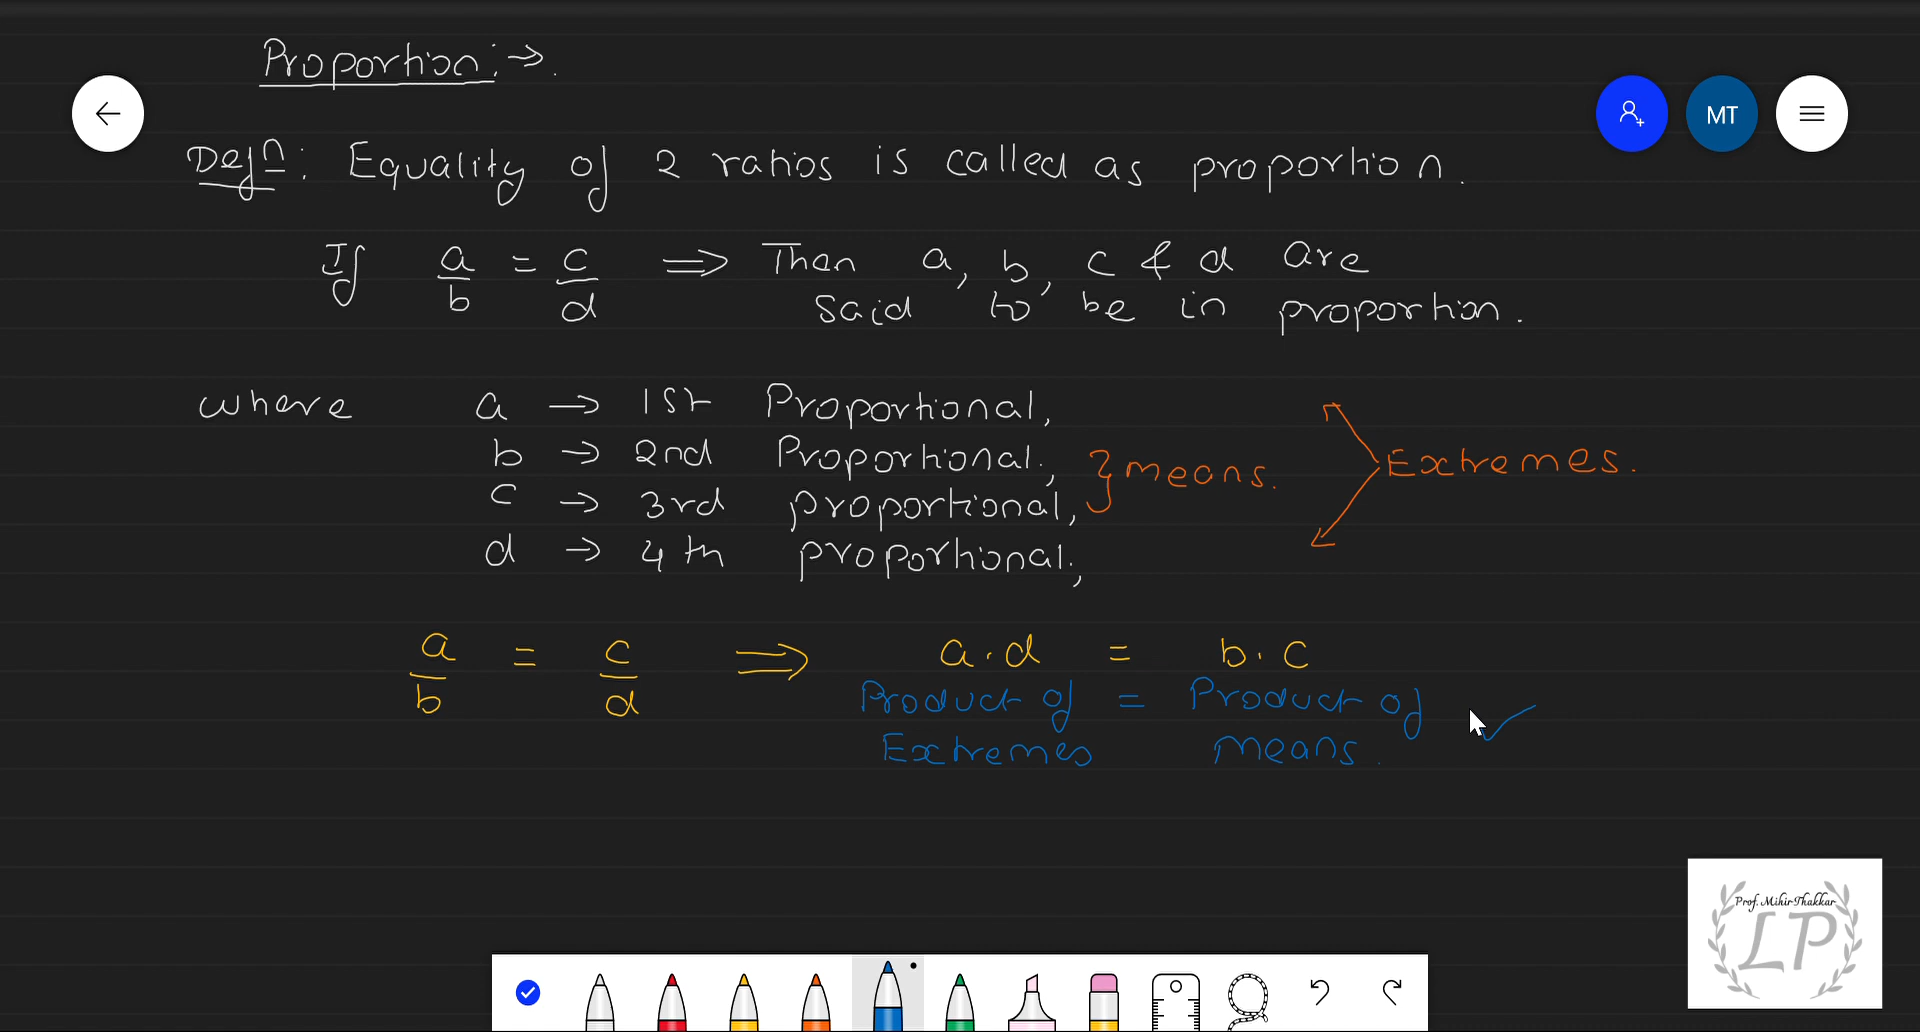 Proportion :→.
MT
Defn : Equality of 2 ratios is called as proportion.
If a/b = c/d ⟹ Then a, b, c & d are
said to be in proportion.
where a → 1st Proportional,
b → 2nd Proportional, } means.
c → 3rd proportional,
Extremes.
d → 4th proportional,
a/b = c/d ⟹ a.d = b.c
Product of = Product of
Extremes means.
Prof. Mihir Thakkar
LP